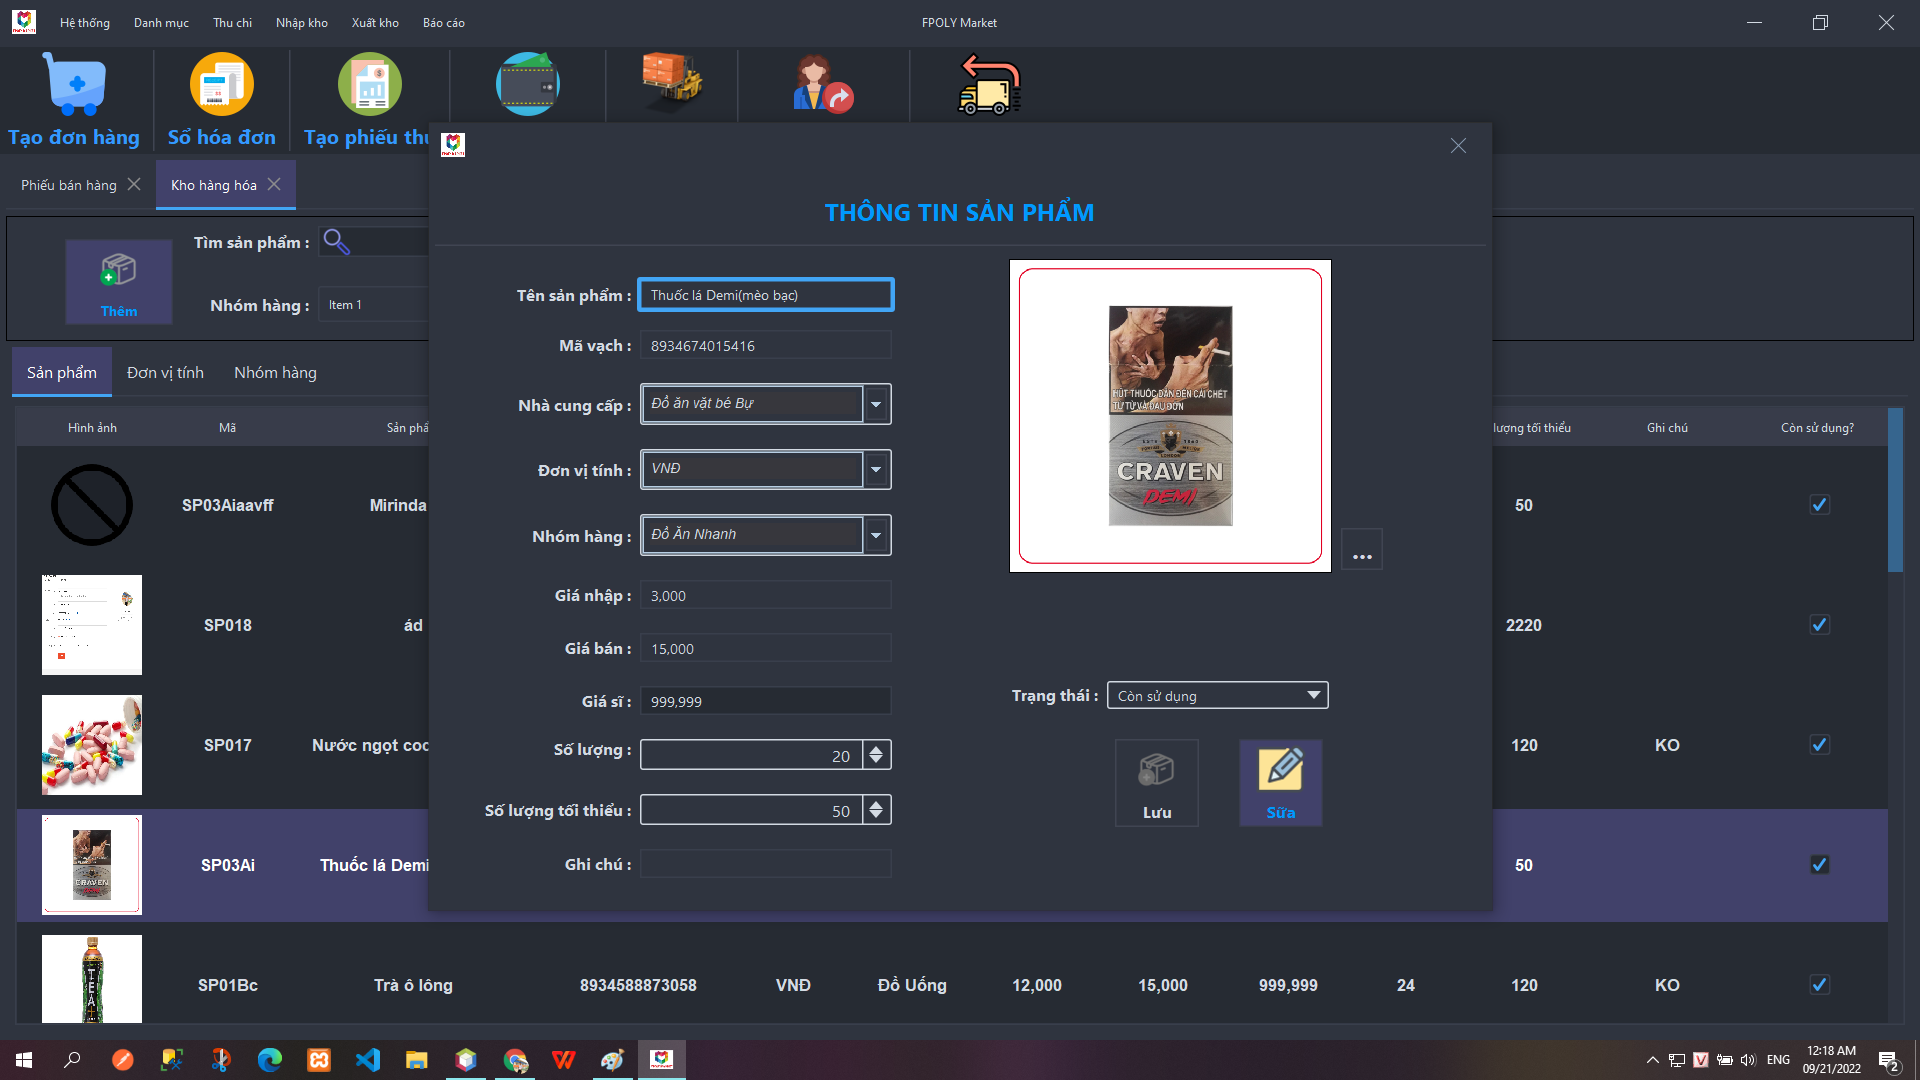 Hệ thống Danh mục Thu chi Nhập kho Xuất kho Báo cáo FPOLY Market
Tạo đơn hàng Sổ hóa đơn Tạo phiếu thu
Phiếu bán hàng Kho hàng hóa
Tìm sản phẩm :
Nhóm hàng : Item 1
Thêm
Sản phẩm Đơn vị tính Nhóm hàng
Hình ảnh Mã Sản phẩ lượng tối thiểu Ghi chú Còn sử dụng?
SP03Aiaavff Mirinda 50
SP018 ád 2220
SP017 Nước ngọt coc 120 KO
SP03Ai Thuốc lá Demi 50
SP01Bc Trà ô lông 8934588873058 VNĐ Đồ Uống 12,000 15,000 999,999 24 120 KO
THÔNG TIN SẢN PHẨM
Tên sản phẩm : Thuốc lá Demi(mèo bạc)
Mã vạch : 8934674015416
Nhà cung cấp : Đồ ăn vặt bé Bự
Đơn vị tính : VNĐ
Nhóm hàng : Đồ Ăn Nhanh
Giá nhập : 3,000
Giá bán : 15,000
Giá sĩ : 999,999
Số lượng : 20
Số lượng tối thiểu : 50
Ghi chú :
HÚT THUỐC DẪN ĐẾN CÁI CHẾT
TỪ TỪ VÀ ĐAU ĐỚN
CRAVEN
DEMI
...
Trạng thái : Còn sử dụng
Lưu Sữa
CRAVEN
TEA
ENG
12:18 AM
09/21/2022
2